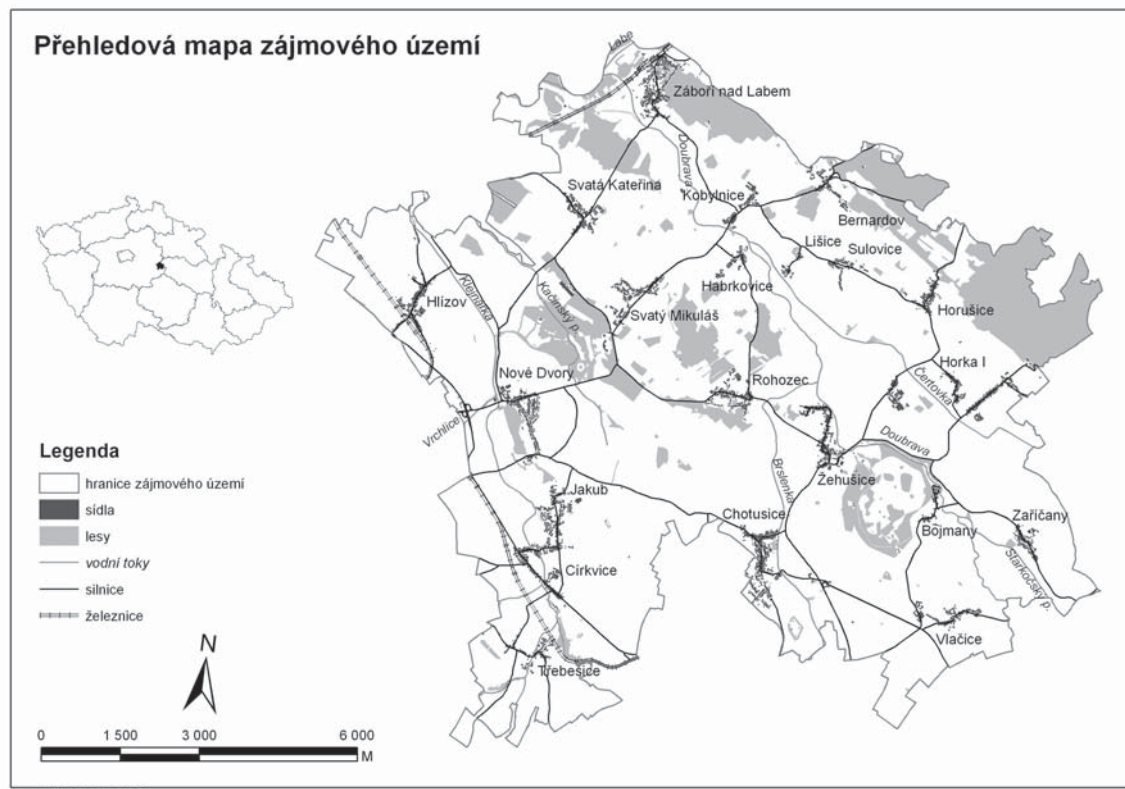 Přehledová mapa zájmového území
Labe
Záboří nad Labem
Doubrava
Svatá Kateřina
Kobylnice
Bernardov
Lišice
Sulovice
Habrkovice
Klejnárka
Hlízov
Kačinský p.
Svatý Mikuláš
Horušice
Nové Dvory
Rohozec
Horka I
Čertovka
Vrchlice
Doubrava
Brslenka
Žehušice
Jakub
Chotusice
Bojmany
Zaříčany
Starkočský p.
Církvice
Vlačice
Třebešice
Legenda
hranice zájmového území
sídla
lesy
vodní toky
silnice
železnice
N
0 1 500 3 000 6 000
M